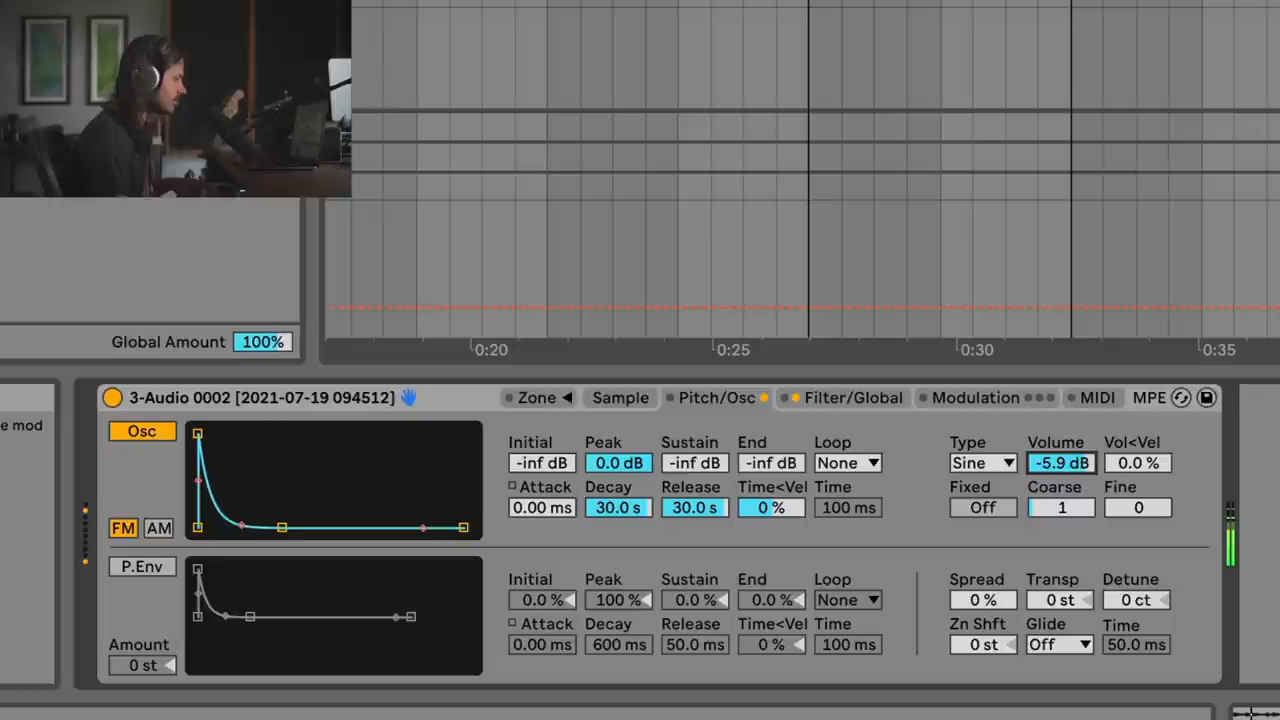 Global Amount 100%
0:20 0:25 0:30 0:35
e mod
3-Audio 0002 [2021-07-19 094512] Zone Sample Pitch/Osc Filter/Global Modulation MIDI MPE
Osc
Initial Peak Sustain End Loop Type Volume Vol<Vel
-inf dB 0.0 dB -inf dB -inf dB None Sine -5.9 dB 0.0 %
Attack Decay Release Time<Vel Time Fixed Coarse Fine
0.00 ms 30.0 s 30.0 s 0 % 100 ms Off 1 0
FM AM
P.Env
Initial Peak Sustain End Loop Spread Transp Detune
0.0 % 100 % 0.0 % 0.0 % None 0 % 0 st 0 ct
Attack Decay Release Time<Vel Time Zn Shft Glide Time
Amount
0.00 ms 600 ms 50.0 ms 0 % 100 ms 0 st Off 50.0 ms
0 st